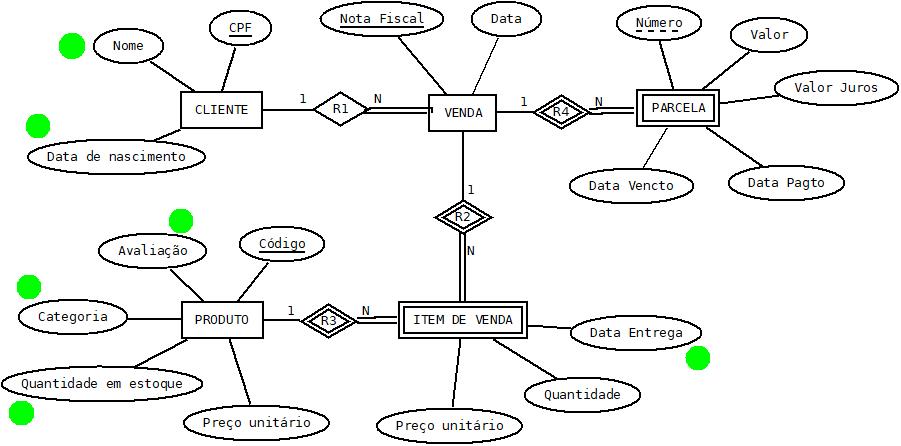 Nota Fiscal
Data
CPF
Número
Nome
Valor
Valor Juros
CLIENTE
1
R1
N
VENDA
1
R4
N
PARCELA
Data de nascimento
Data Vencto
Data Pagto
1
R2
N
Avaliação
Código
Categoria
PRODUTO
1
R3
N
ITEM DE VENDA
Data Entrega
Quantidade em estoque
Quantidade
Preço unitário
Preço unitário